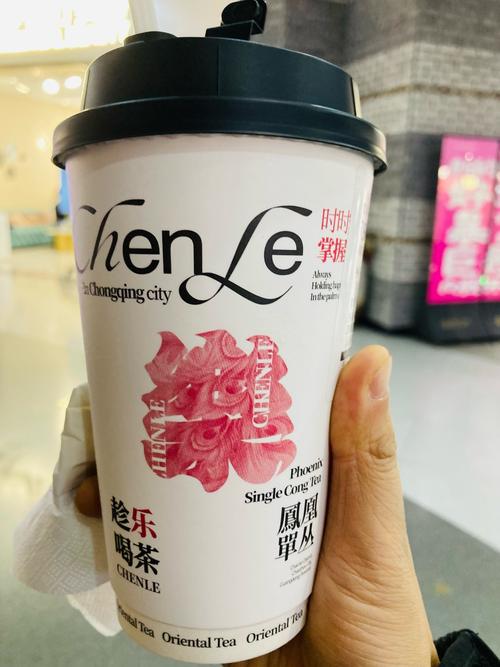 ChenLe
In Chongqing city
时时
掌握
Always
Holding
In the palm
CHENLE
CHENLE
Phoenix
Single Cong Tea
鳳凰
單丛
趁乐
喝茶
CHENLE
Oriental Tea Oriental Tea Oriental Tea